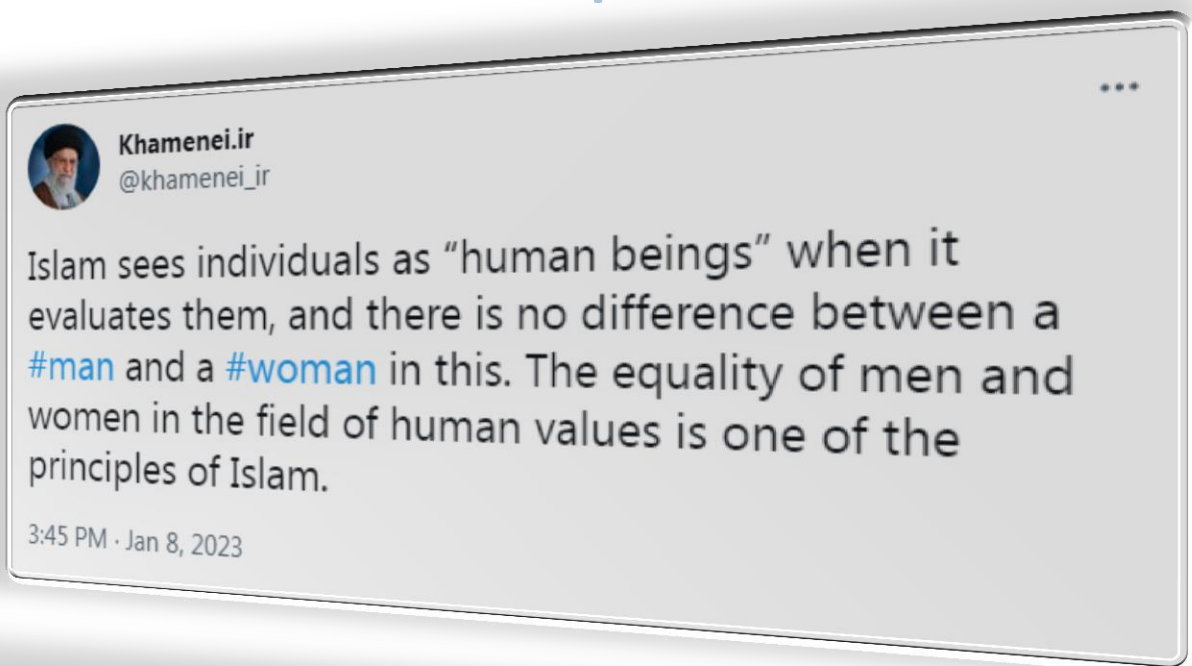 Khamenei.ir
@khamenei_ir
Islam sees individuals as “human beings” when it
evaluates them, and there is no difference between a
#man and a #woman in this. The equality of men and
women in the field of human values is one of the
principles of Islam.
3:45 PM · Jan 8, 2023